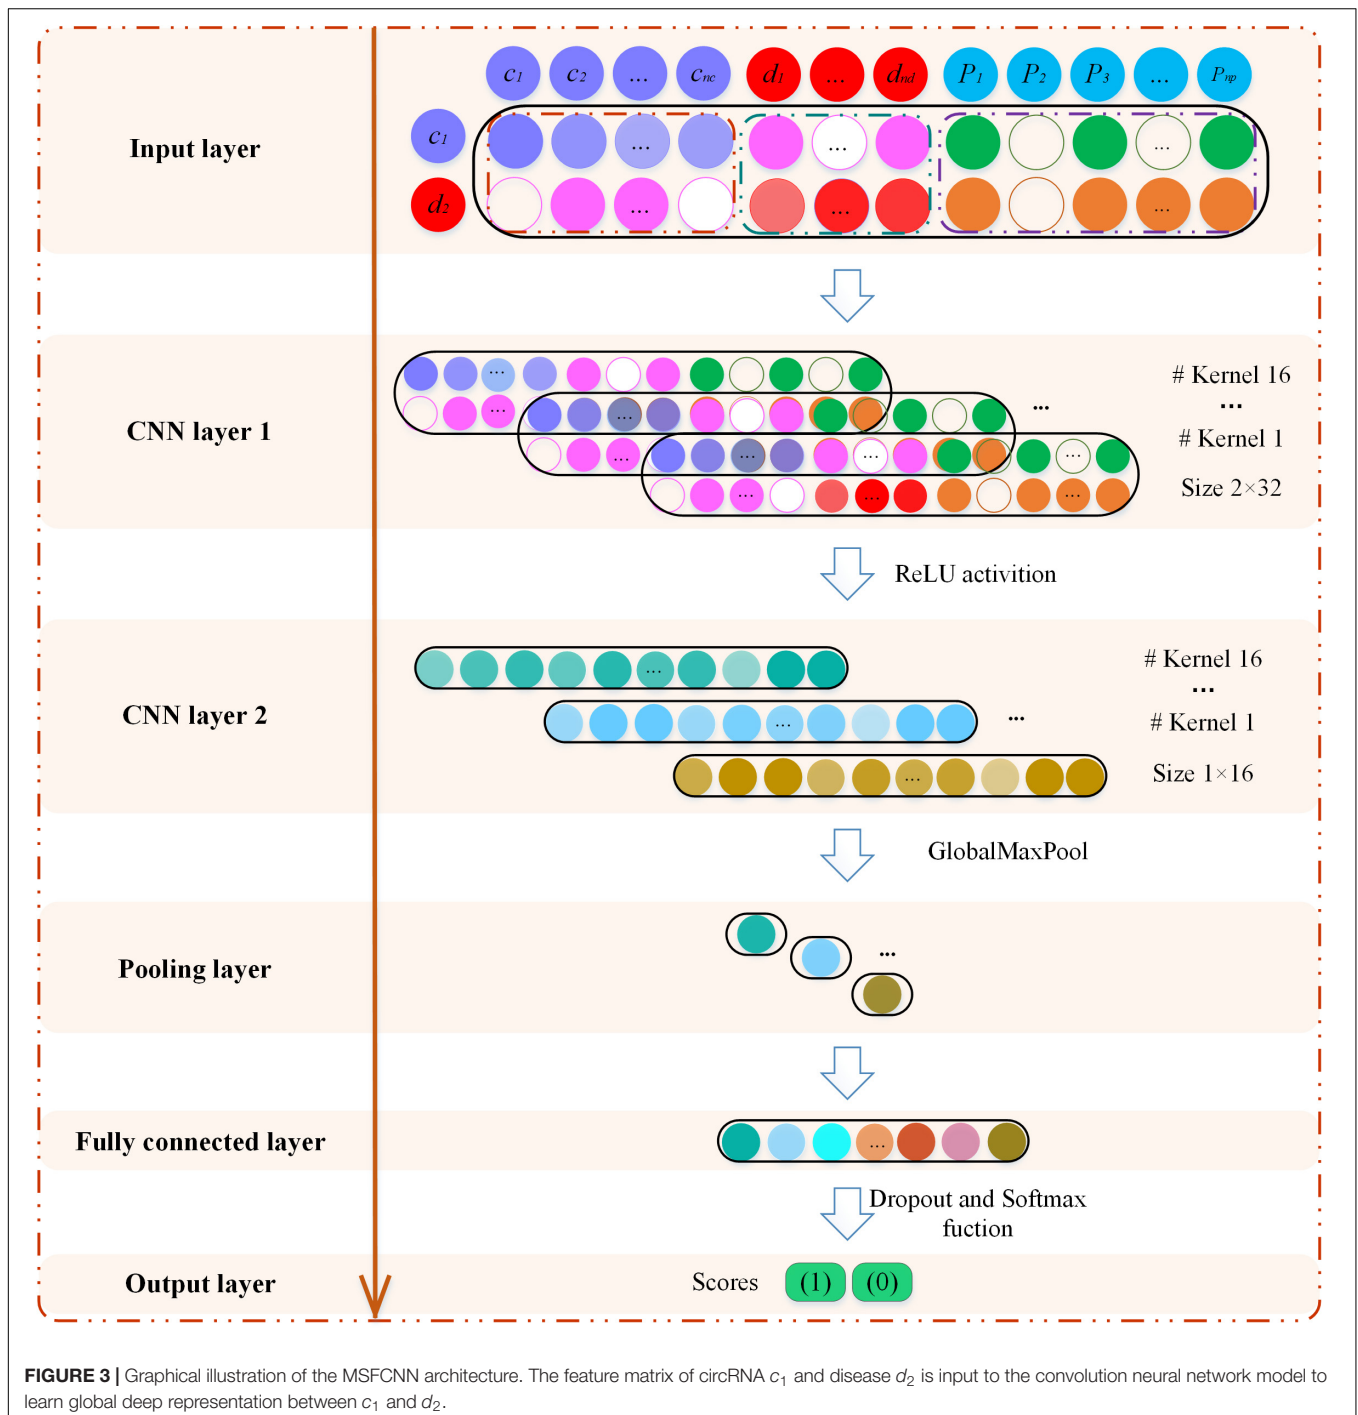 c1 c2 ... cnc d1 ... dnd P1 P2 P3 ... Pnp
c1 ... ... ...
Input layer
d2 ... ... ...
...
# Kernel 16
...
... ...
...
CNN layer 1
# Kernel 1
... ... ... ...
Size 2×32
... ... ...
ReLU activition
# Kernel 16
...
...
CNN layer 2
... ...
# Kernel 1
...
Size 1×16
GlobalMaxPool
...
Pooling layer
Fully connected layer
...
Dropout and Softmax
fuction
Output layer
Scores (1) (0)
FIGURE 3 | Graphical illustration of the MSFCNN architecture. The feature matrix of circRNA c1 and disease d2 is input to the convolution neural network model to
learn global deep representation between c1 and d2.